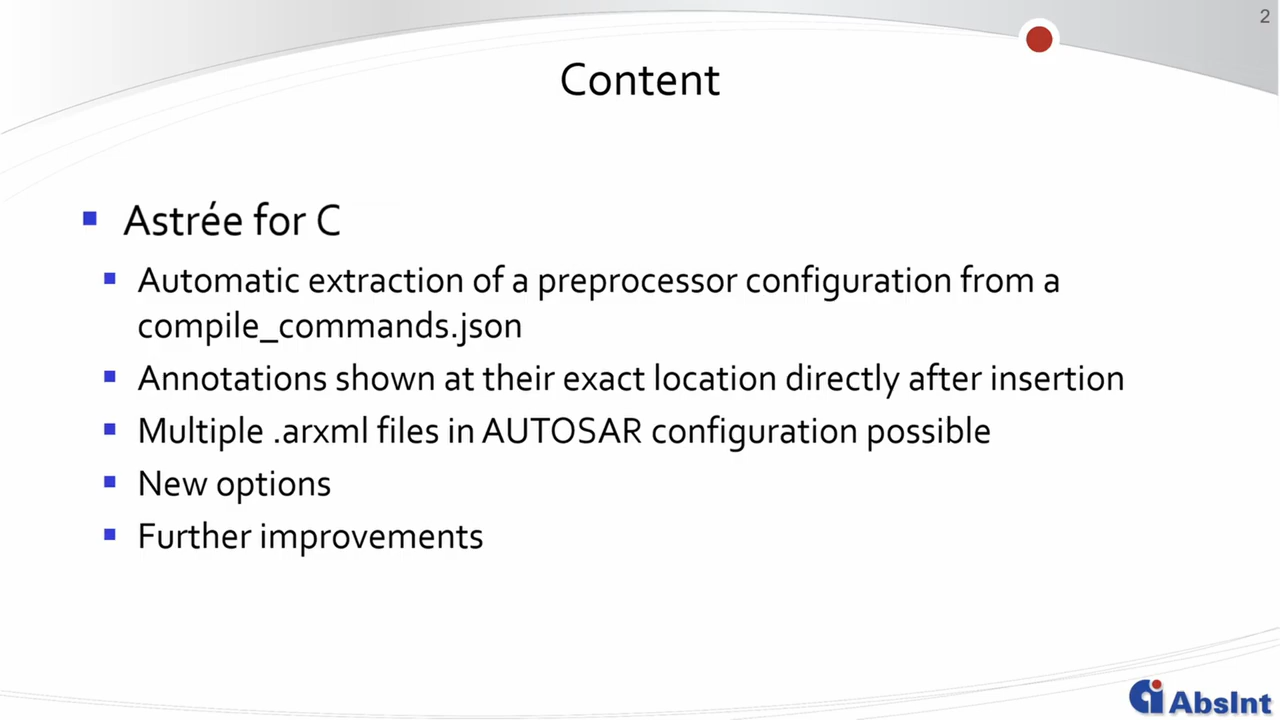 2
Content
Astrée for C
Automatic extraction of a preprocessor configuration from a
compile_commands.json
Annotations shown at their exact location directly after insertion
Multiple .arxml files in AUTOSAR configuration possible
New options
Further improvements
AbsInt